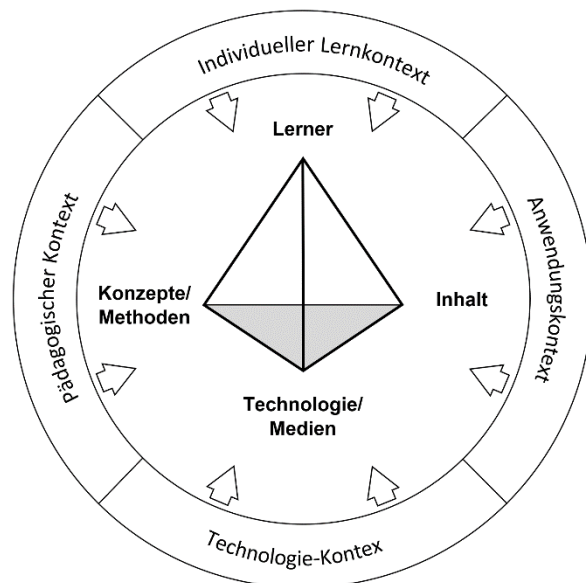 Individueller Lernkontext
Lerner
Pädagogischer Kontext
Konzepte/
Methoden
Inhalt
Anwendungskontext
Technologie/
Medien
Technologie-Kontex